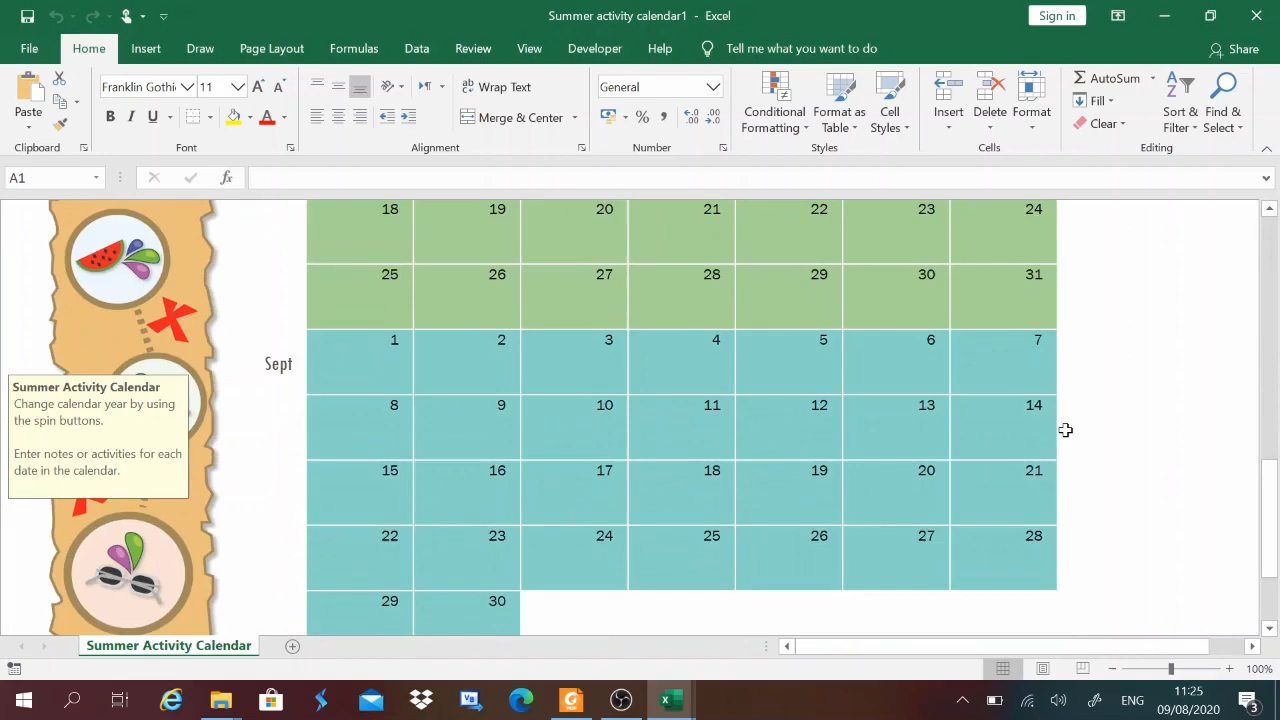 Summer activity calendar1 - Excel
Sign in
File Home Insert Draw Page Layout Formulas Data Review View Developer Help Tell me what you want to do Share
Paste
Franklin Gothi 11
B I U A
Wrap Text
Merge & Center
General
%
Conditional Formatting
Format as Table
Cell Styles
Insert Delete Format
AutoSum
Fill
Clear
Sort & Filter
Find & Select
Clipboard Font Alignment Number Styles Cells Editing
A1 fx
18 19 20 21 22 23 24
25 26 27 28 29 30 31
Sept
1 2 3 4 5 6 7
8 9 10 11 12 13 14
15 16 17 18 19 20 21
22 23 24 25 26 27 28
29 30
Summer Activity Calendar
Change calendar year by using
the spin buttons.
Enter notes or activities for each
date in the calendar.
Summer Activity Calendar
100%
ENG
11:25
09/08/2020
3